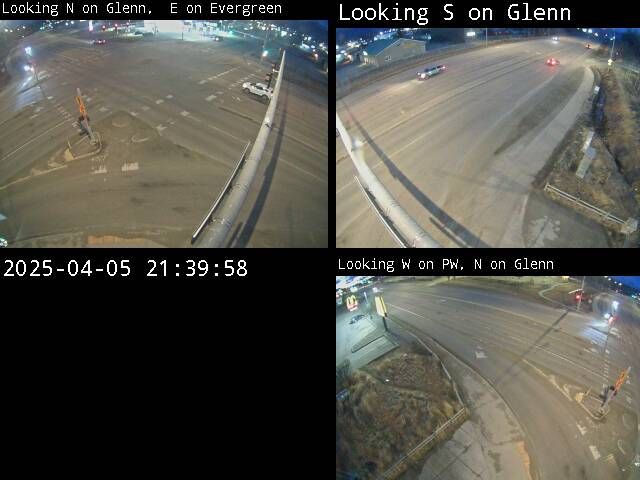 Looking N on Glenn,  E on Evergreen
Looking S on Glenn
2025-04-05 21:39:58
Looking W on PW, N on Glenn